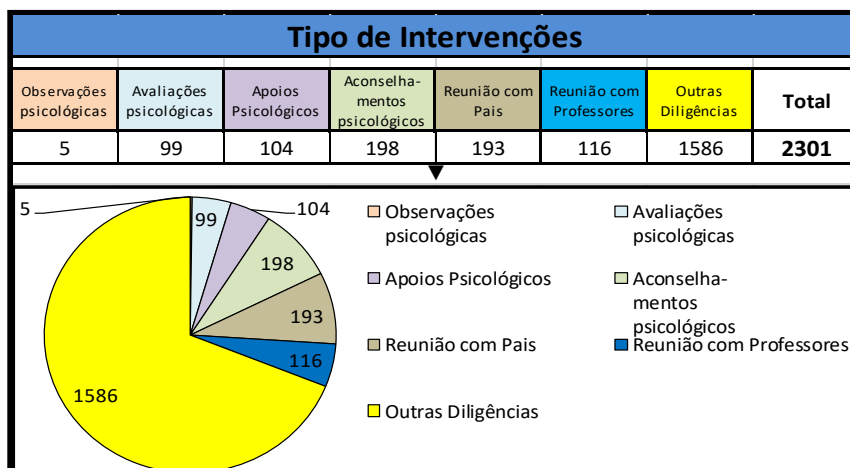 Tipo de Intervenções
Observações psicológicas
Avaliações psicológicas
Apoios Psicológicos
Aconselha-mentos psicológicos
Reunião com Pais
Reunião com Professores
Outras Diligências
Total
5 99 104 198 193 116 1586 2301
5
99
104
198
193
116
1586
Observações psicológicas
Avaliações psicológicas
Apoios Psicológicos
Aconselha-mentos psicológicos
Reunião com Pais
Reunião com Professores
Outras Diligências